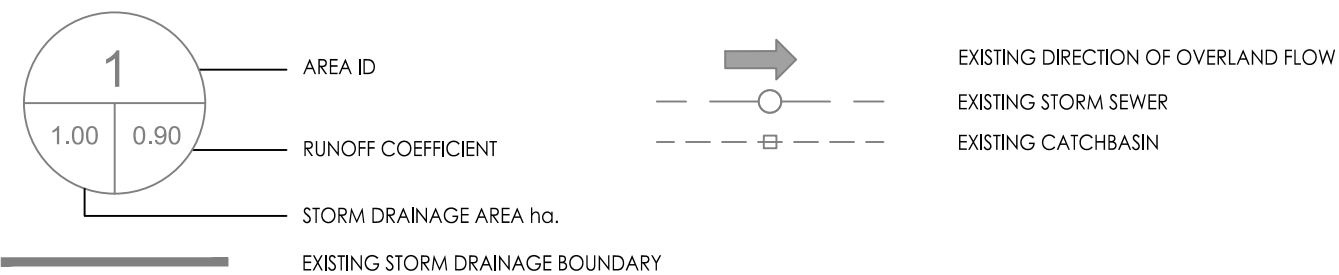 1
1.00 0.90
AREA ID
RUNOFF COEFFICIENT
STORM DRAINAGE AREA ha.
EXISTING STORM DRAINAGE BOUNDARY
EXISTING DIRECTION OF OVERLAND FLOW
EXISTING STORM SEWER
EXISTING CATCHBASIN